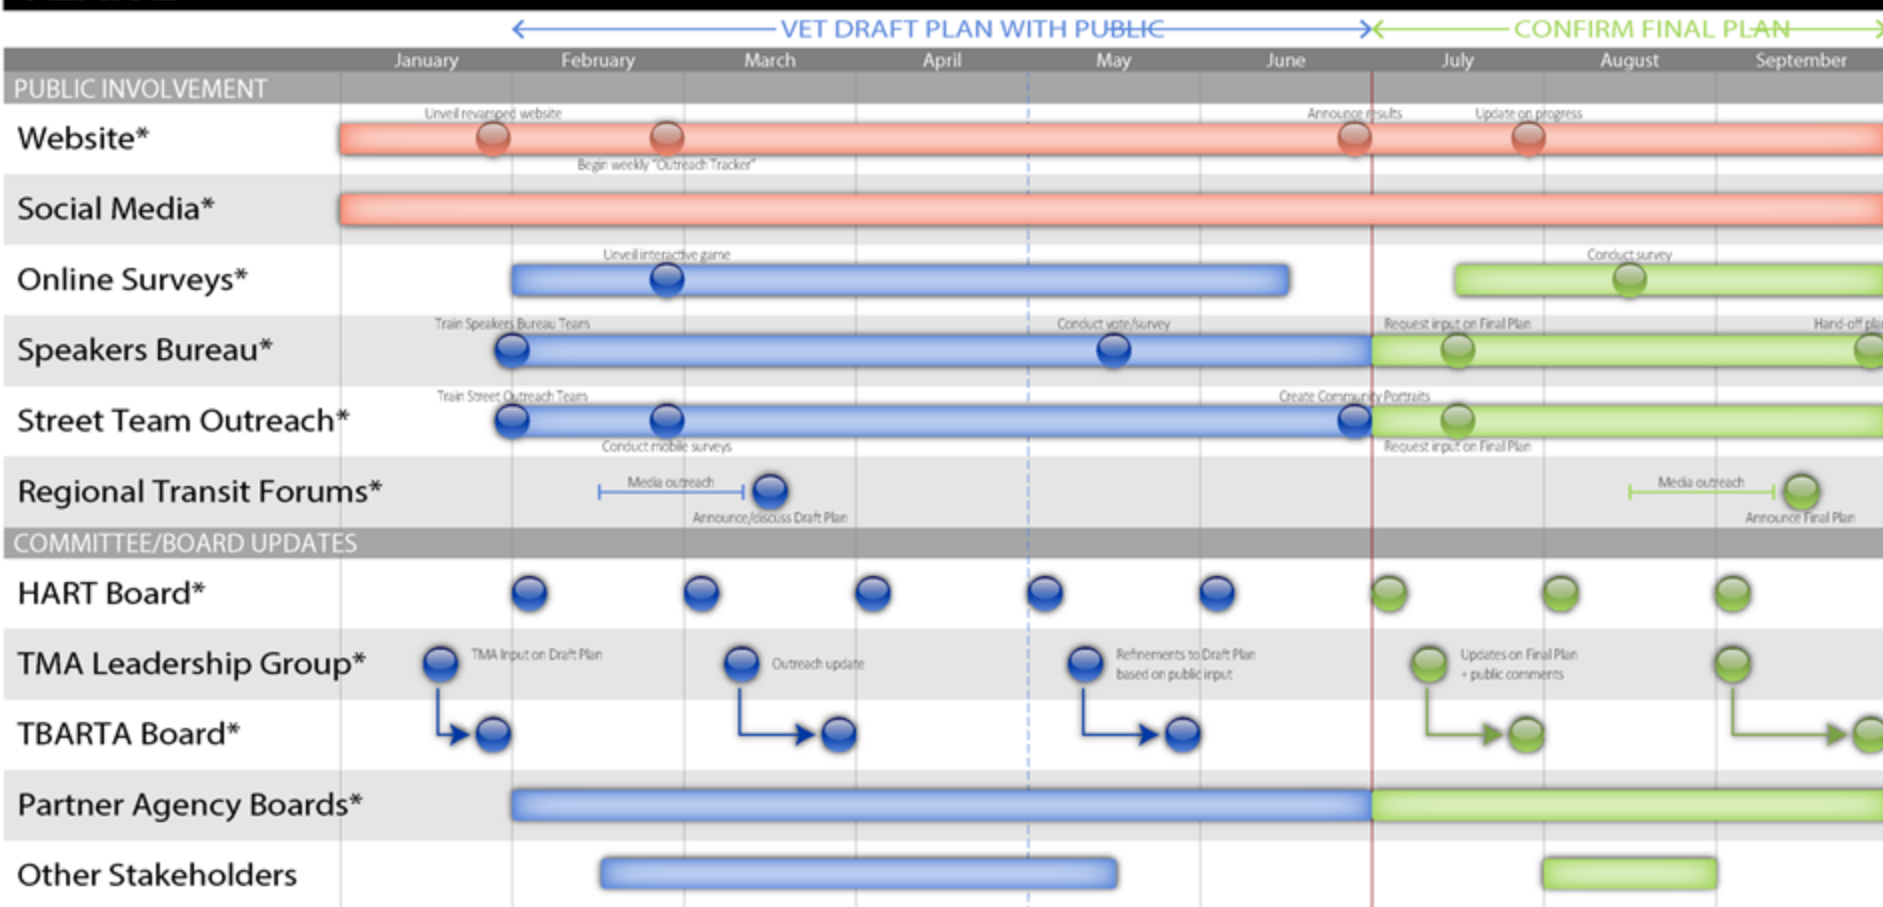 VET DRAFT PLAN WITH PUBLIC CONFIRM FINAL PLAN
January February March April May June July August September
PUBLIC INVOLVEMENT
Unveil revamped website Announce results Update on progress
Website*
Begin weekly "Outreach Tracker"
Social Media*
Unveil interactive game Conduct survey
Online Surveys*
Train Speakers Bureau Team Conduct vote/survey Request input on Final Plan Hand-off
Speakers Bureau*
Train Street Outreach Team Create Community Portraits
Street Team Outreach*
Conduct mobile surveys Request input on Final Plan
Media outreach Media outreach
Regional Transit Forums*
Announce/discuss Draft Plan Announce Final Plan
COMMITTEE/BOARD UPDATES
HART Board*
TMA Leadership Group* TMA Input on Draft Plan Outreach update Refinements to Draft Plan Updates on Final Plan
based on public input + public comments
TBARTA Board*
Partner Agency Boards*
Other Stakeholders